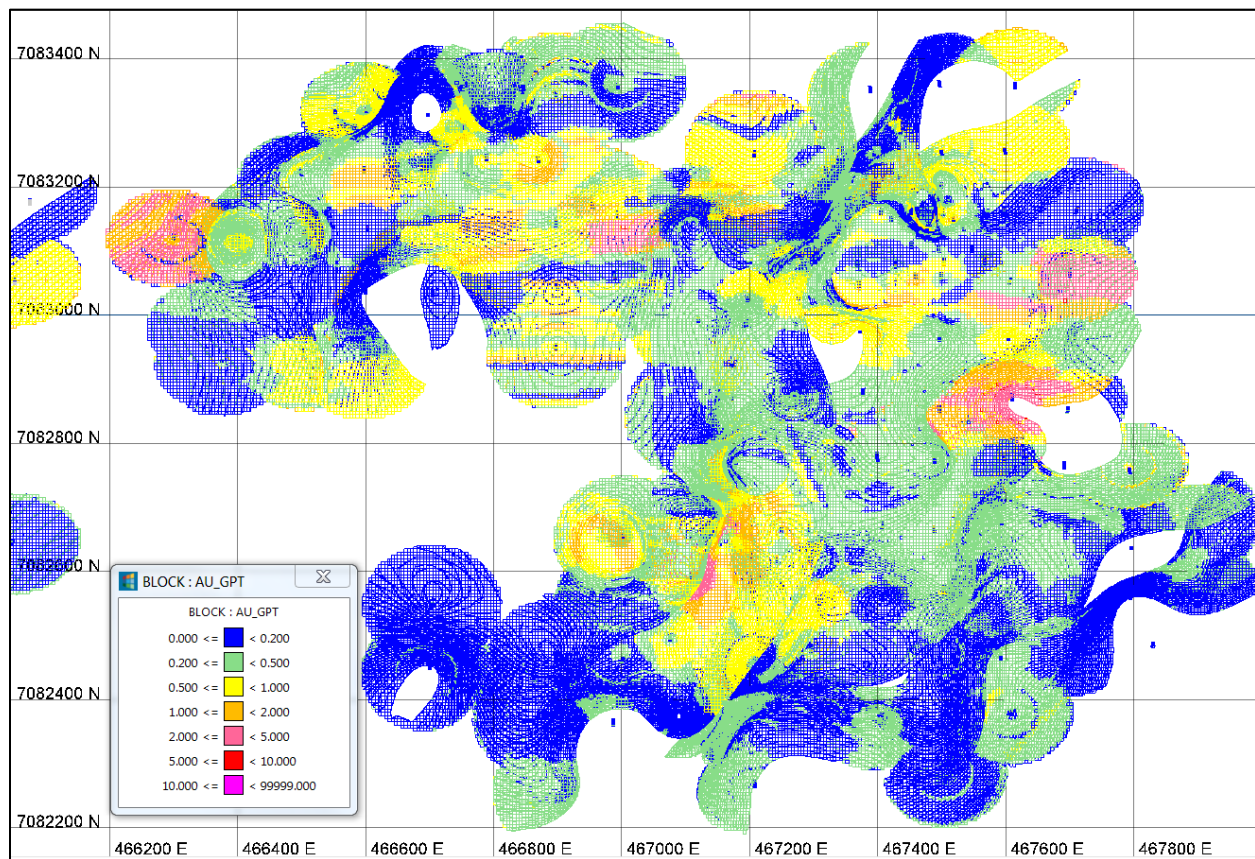 7083400 N
7083200 N
7083000 N
7082800 N
7082600 N
7082400 N
7082200 N
466200 E
466400 E
466600 E
466800 E
467000 E
467200 E
467400 E
467600 E
467800 E
BLOCK : AU_GPT
BLOCK : AU_GPT
0.000 <= < 0.200
0.200 <= < 0.500
0.500 <= < 1.000
1.000 <= < 2.000
2.000 <= < 5.000
5.000 <= < 10.000
10.000 <= < 99999.000